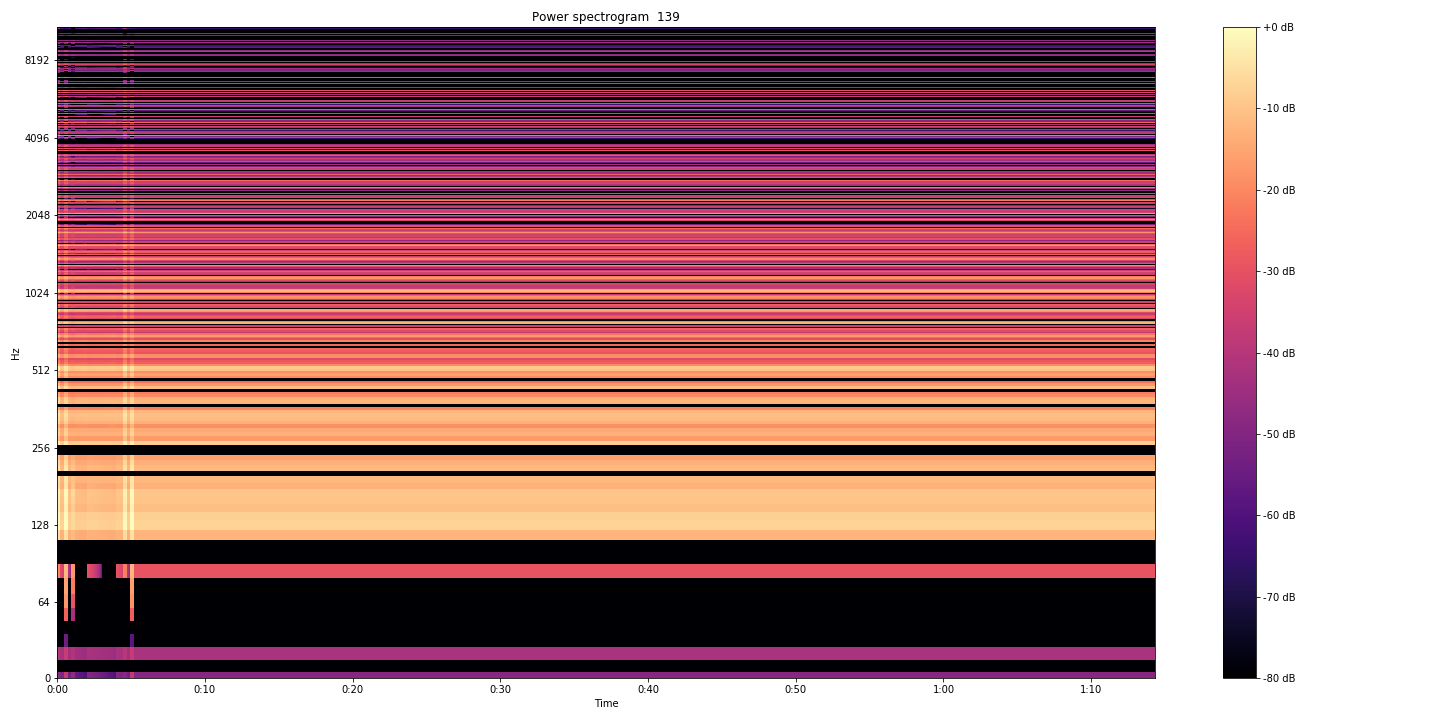 Power spectrogram  139
Hz
8192
4096
2048
1024
512
256
128
64
0
0:00
0:10
0:20
0:30
0:40
0:50
1:00
1:10
Time
+0 dB
-10 dB
-20 dB
-30 dB
-40 dB
-50 dB
-60 dB
-70 dB
-80 dB